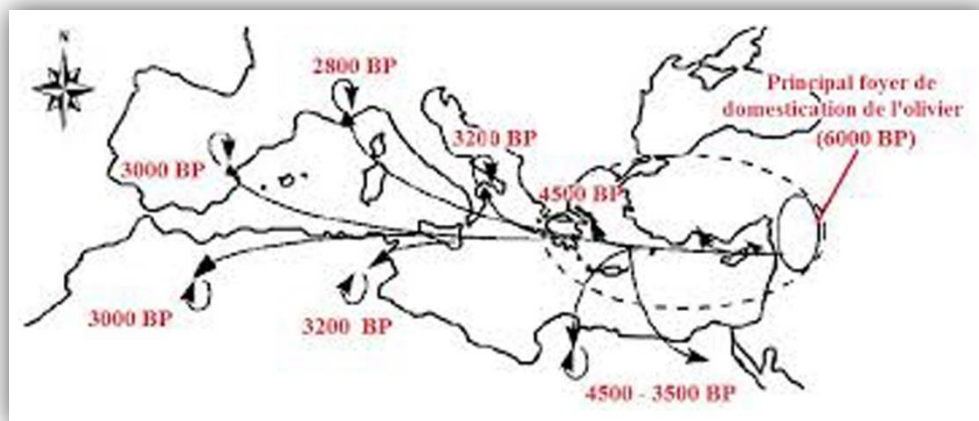 N
2800 BP
Principal foyer de
domestication de l'olivier
(6000 BP)
3200 BP
3000 BP
4500 BP
3000 BP
3200 BP
4500 - 3500 BP